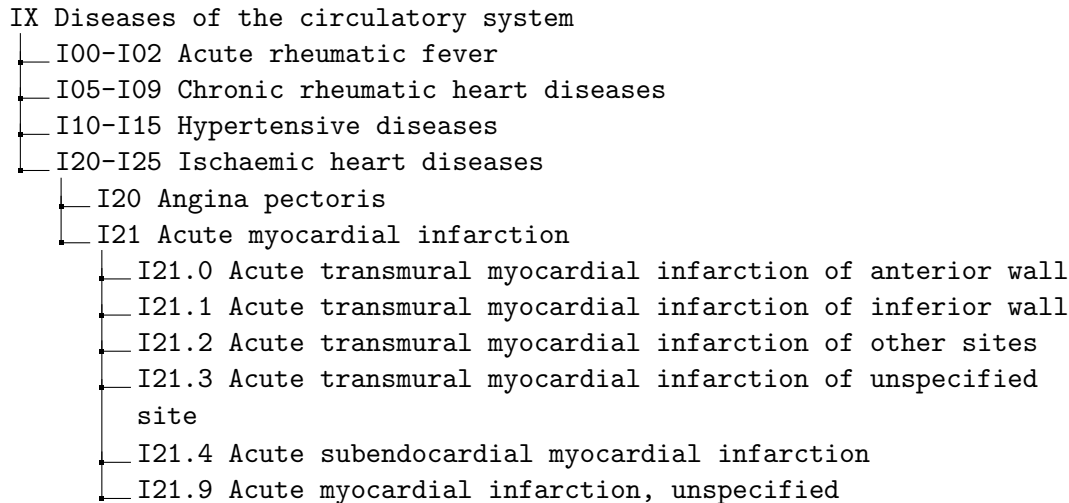 IX Diseases of the circulatory system
I00-I02 Acute rheumatic fever
I05-I09 Chronic rheumatic heart diseases
I10-I15 Hypertensive diseases
I20-I25 Ischaemic heart diseases
I20 Angina pectoris
I21 Acute myocardial infarction
I21.0 Acute transmural myocardial infarction of anterior wall
I21.1 Acute transmural myocardial infarction of inferior wall
I21.2 Acute transmural myocardial infarction of other sites
I21.3 Acute transmural myocardial infarction of unspecified
site
I21.4 Acute subendocardial myocardial infarction
I21.9 Acute myocardial infarction, unspecified